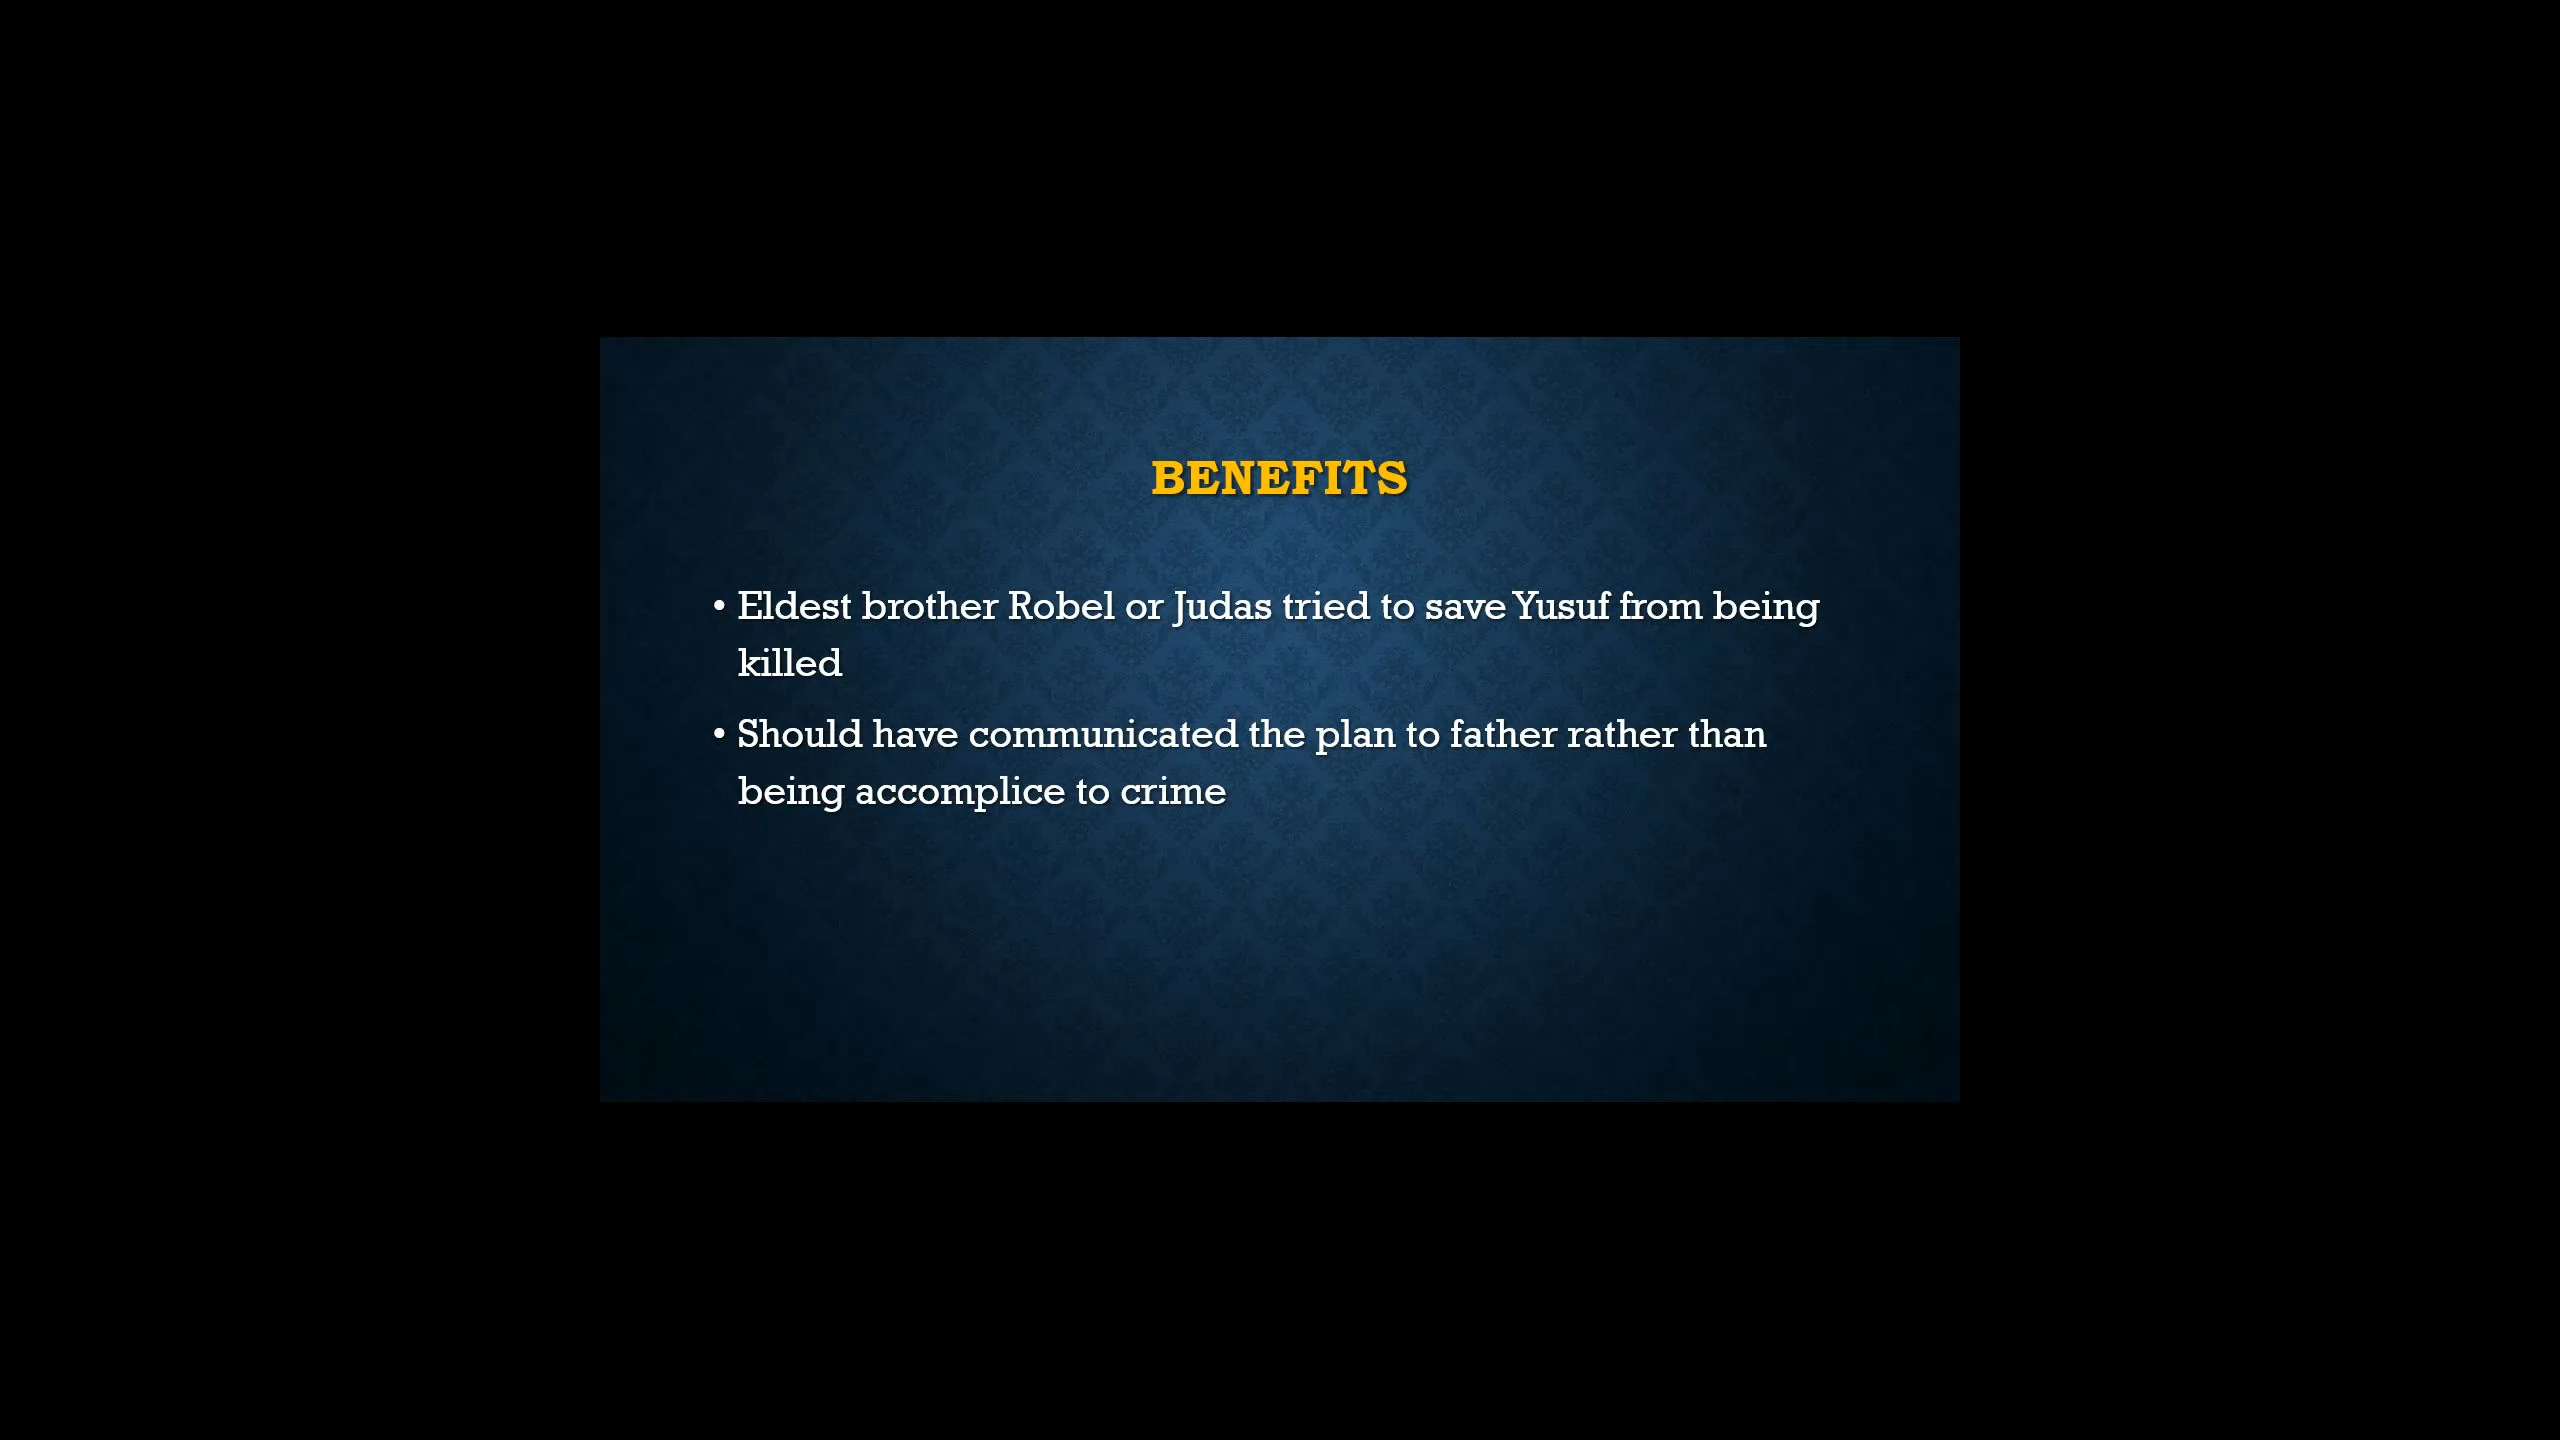 BENEFITS
• Eldest brother Robel or Judas tried to save Yusuf from being
killed
• Should have communicated the plan to father rather than
being accomplice to crime